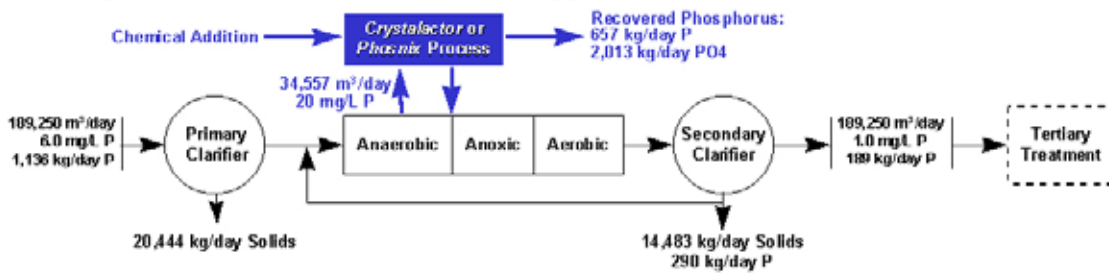 Chemical Addition
Crystalactor or
Phosnix Process
Recovered Phosphorus:
657 kg/day P
2,013 kg/day PO4
34,557 m³/day
20 mg/L P
189,250 m³/day
6.0 mg/L P
1,136 kg/day P
Primary
Clarifier
Anaerobic
Anoxic
Aerobic
Secondary
Clarifier
189,250 m³/day
1.0 mg/L P
189 kg/day P
Tertiary
Treatment
20,444 kg/day Solids
14,483 kg/day Solids
290 kg/day P